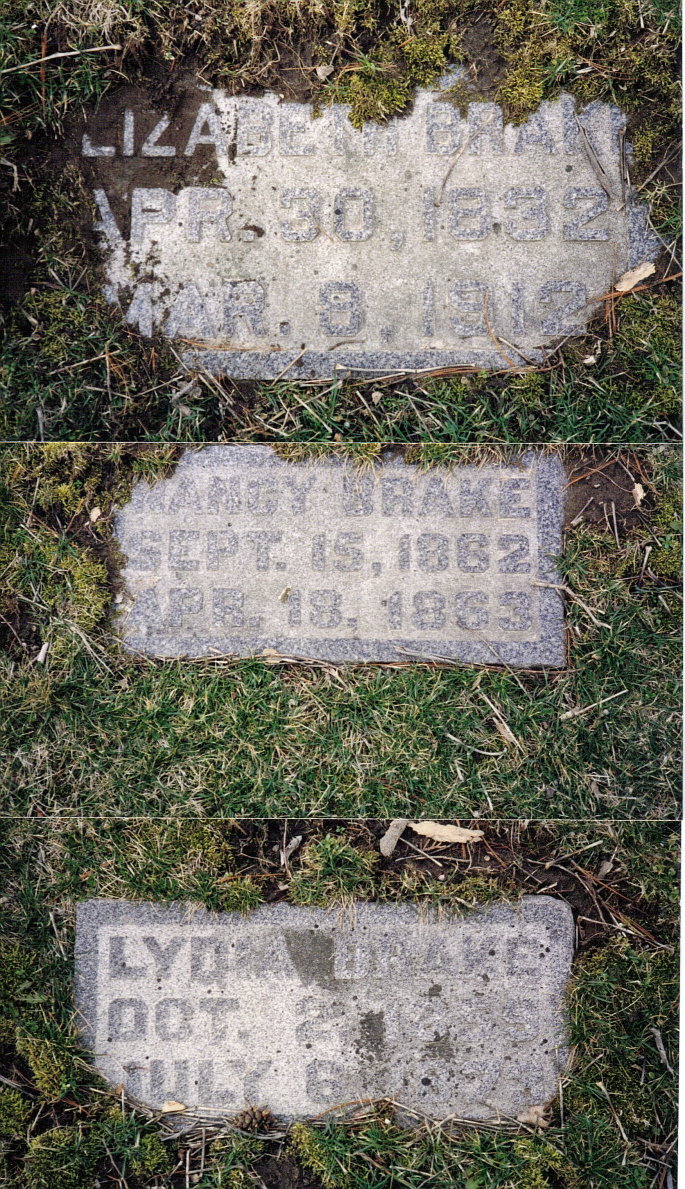 ELIZABETH BRAKE
APR. 30, 1832
MAR. 8, 1912
NANCY BRAKE
SEPT. 15, 1862
APR. 18, 1863
LYDIA BRAKE
OCT.
JULY